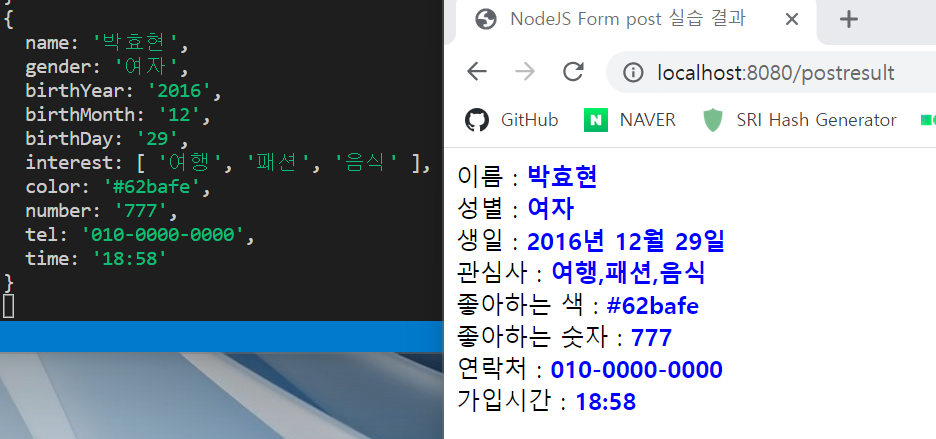 }
{
name: '박효현',
gender: '여자',
birthYear: '2016',
birthMonth: '12',
birthDay: '29',
interest: [ '여행', '패션', '음식' ],
color: '#62bafe',
number: '777',
tel: '010-0000-0000',
time: '18:58'
}
NodeJS Form post 실습 결과
localhost:8080/postresult
GitHub NAVER SRI Hash Generator
이름 : 박효현
성별 : 여자
생일 : 2016년 12월 29일
관심사 : 여행,패션,음식
좋아하는 색 : #62bafe
좋아하는 숫자 : 777
연락처 : 010-0000-0000
가입시간 : 18:58